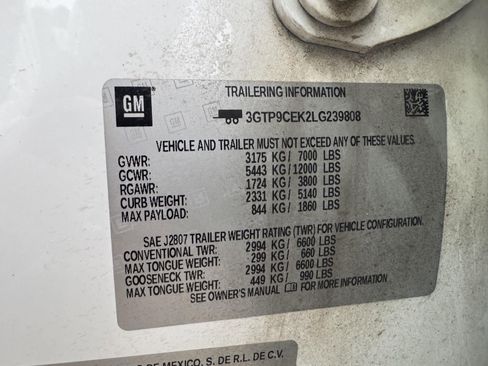 GM
TRAILERING INFORMATION
3GTP9CEK2LG239808
VEHICLE AND TRAILER MUST NOT EXCEED ANY OF THESE VALUES
GVWR: 3175 KG/ 7000 LBS
GCWR: 5443 KG/12000 LBS
RGAWR: 1724 KG/ 3800 LBS
CURB WEIGHT: 2331 KG/ 5140 LBS
MAX PAYLOAD: 844 KG/ 1860 LBS
SAE J2807 TRAILER WEIGHT RATING (TWR) FOR VEHICLE CONFIGURATION.
CONVENTIONAL TWR: 2994 KG/ 6600 LBS
MAX TONGUE WEIGHT: 299 KG/ 660 LBS
GOOSENECK TWR: 2994 KG/ 6600 LBS
MAX TONGUE WEIGHT: 449 KG/ 990 LBS
SEE OWNER'S MANUAL FOR MORE INFORMATION
DE MEXICO, S. DE R.L. DE C.V.